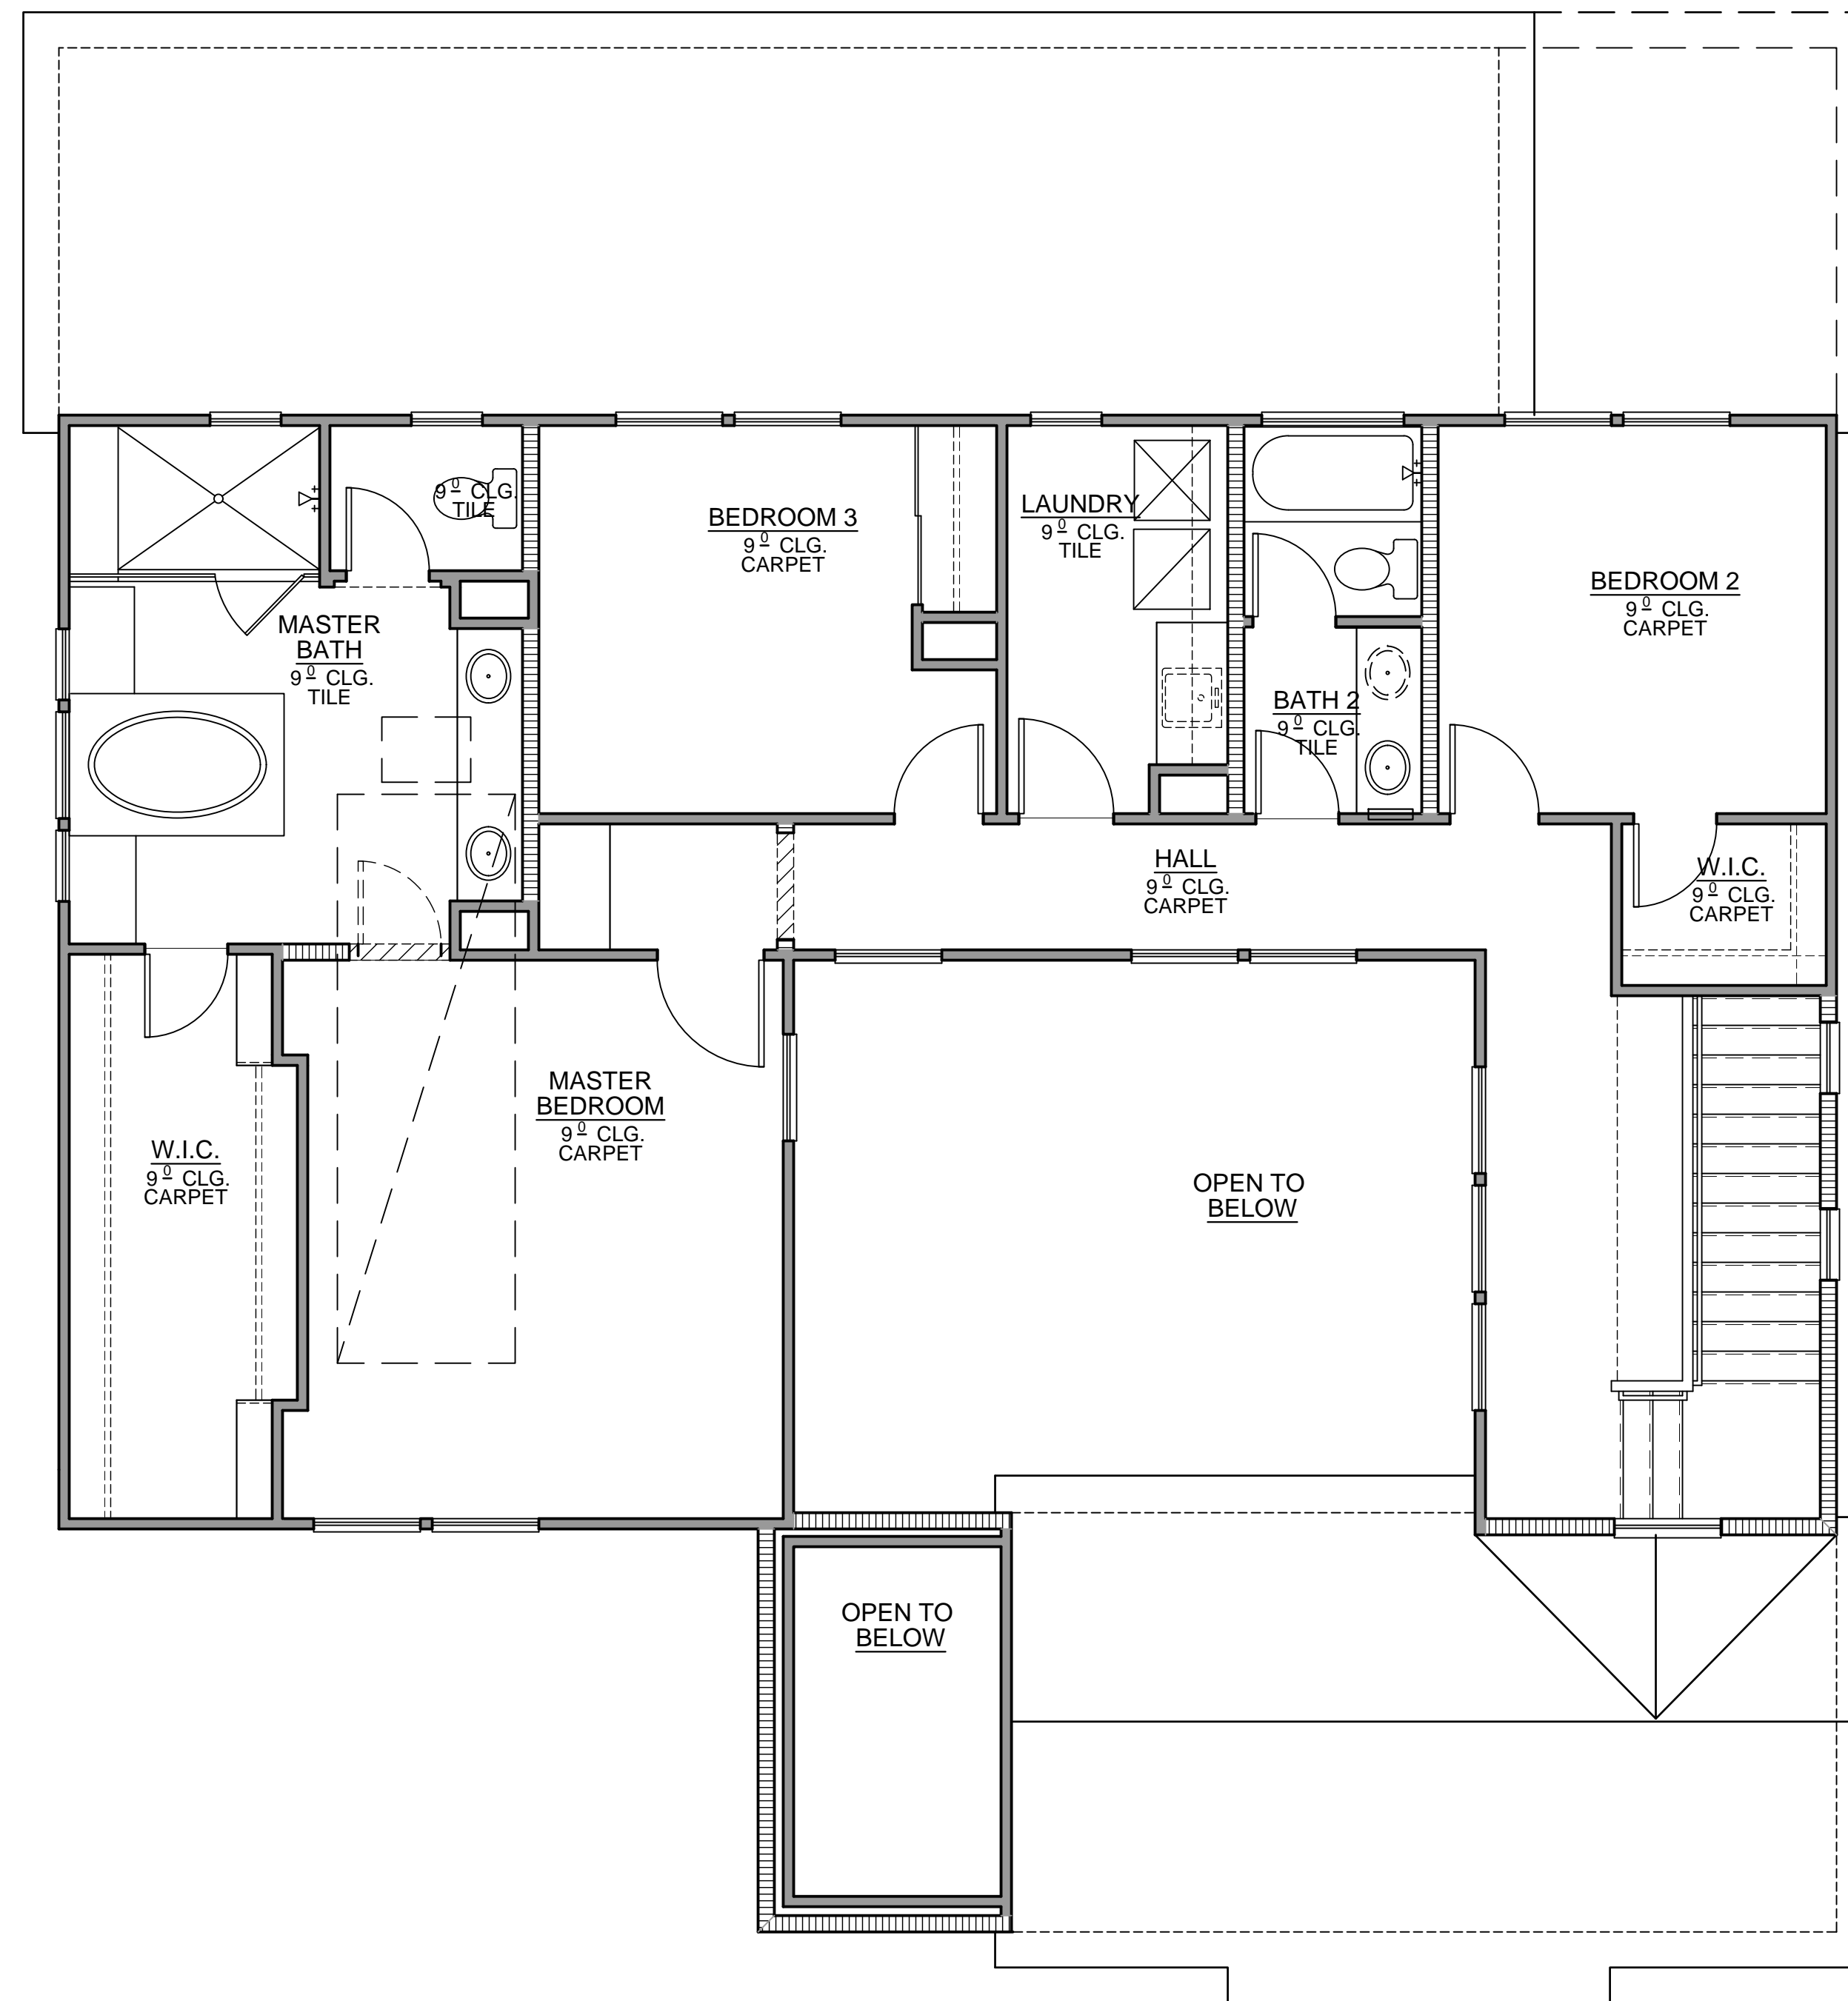 9 0 CLG.
TILE
BEDROOM 3
9 0 CLG.
CARPET
LAUNDRY
9 0 CLG.
TILE
BEDROOM 2
9 0 CLG.
CARPET
MASTER
BATH
9 0 CLG.
TILE
BATH 2
9 0 CLG.
TILE
HALL
9 0 CLG.
CARPET
W.I.C.
9 0 CLG.
CARPET
MASTER
BEDROOM
9 0 CLG.
CARPET
W.I.C.
9 0 CLG.
CARPET
OPEN TO
BELOW
OPEN TO
BELOW